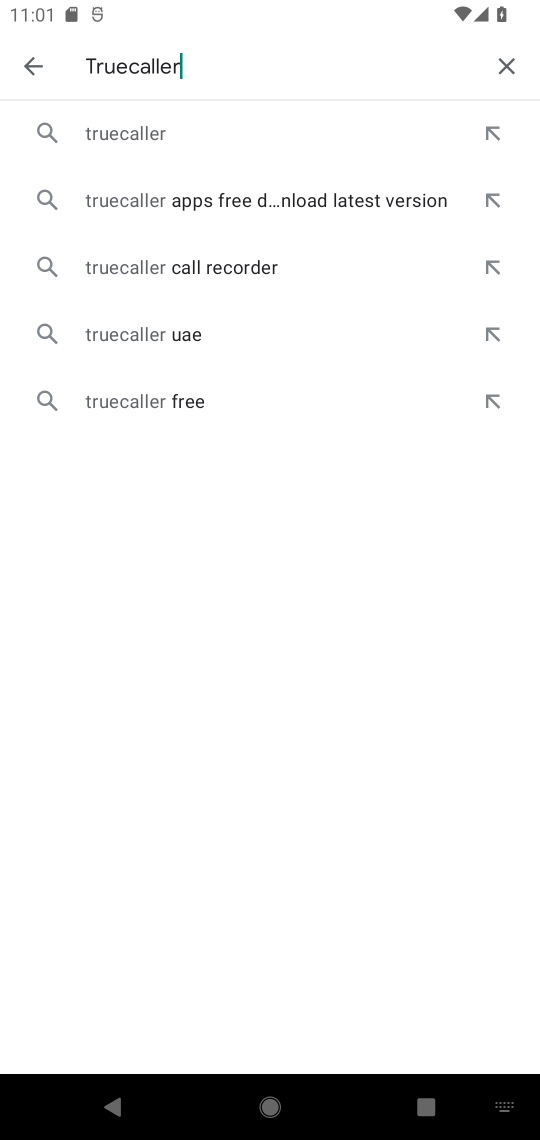 11:01
Truecaller
truecaller
truecaller apps free d...nload latest version
truecaller call recorder
truecaller uae
truecaller free